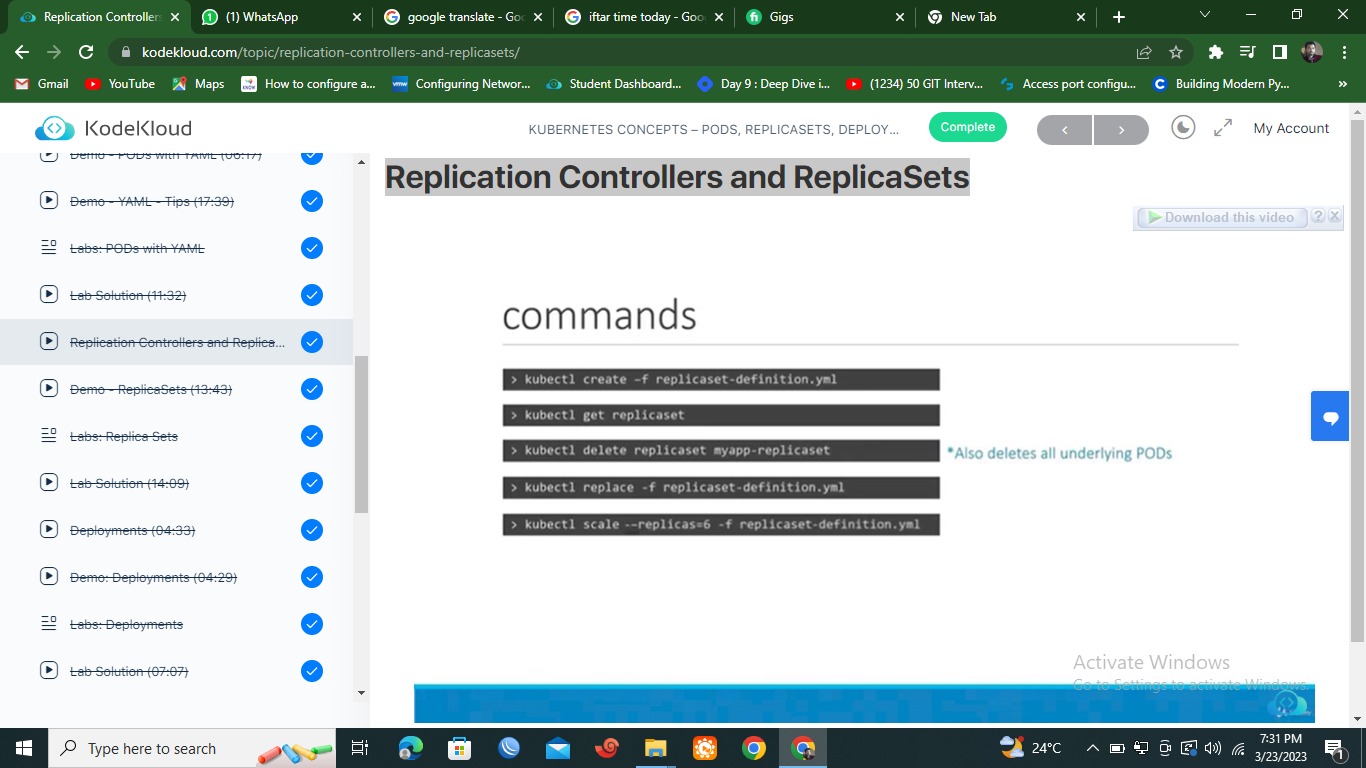 Replication Controllers
(1) WhatsApp
google translate - Goo
iftar time today - Goo
Gigs
New Tab
kodekloud.com/topic/replication-controllers-and-replicasets/
Gmail
YouTube
Maps
How to configure a...
Configuring Networ...
Student Dashboard...
Day 9 : Deep Dive i...
(1234) 50 GIT Interv...
Access port configu...
Building Modern Py...
KodeKloud
KUBERNETES CONCEPTS – PODS, REPLICASETS, DEPLOY...
Complete
My Account
Demo - PODs with YAML (06:17)
Demo - YAML - Tips (17:39)
Labs: PODs with YAML
Lab Solution (11:32)
Replication Controllers and Replica...
Demo - ReplicaSets (13:43)
Labs: Replica Sets
Lab Solution (14:09)
Deployments (04:33)
Demo: Deployments (04:29)
Labs: Deployments
Lab Solution (07:07)
Replication Controllers and ReplicaSets
Download this video
?
X
commands
> kubectl create –f replicaset-definition.yml
> kubectl get replicaset
> kubectl delete replicaset myapp-replicaset
*Also deletes all underlying PODs
> kubectl replace -f replicaset-definition.yml
> kubectl scale --replicas=6 -f replicaset-definition.yml
Activate Windows
Go to Settings to activate Windows.
Type here to search
24°C
7:31 PM
3/23/2023
1